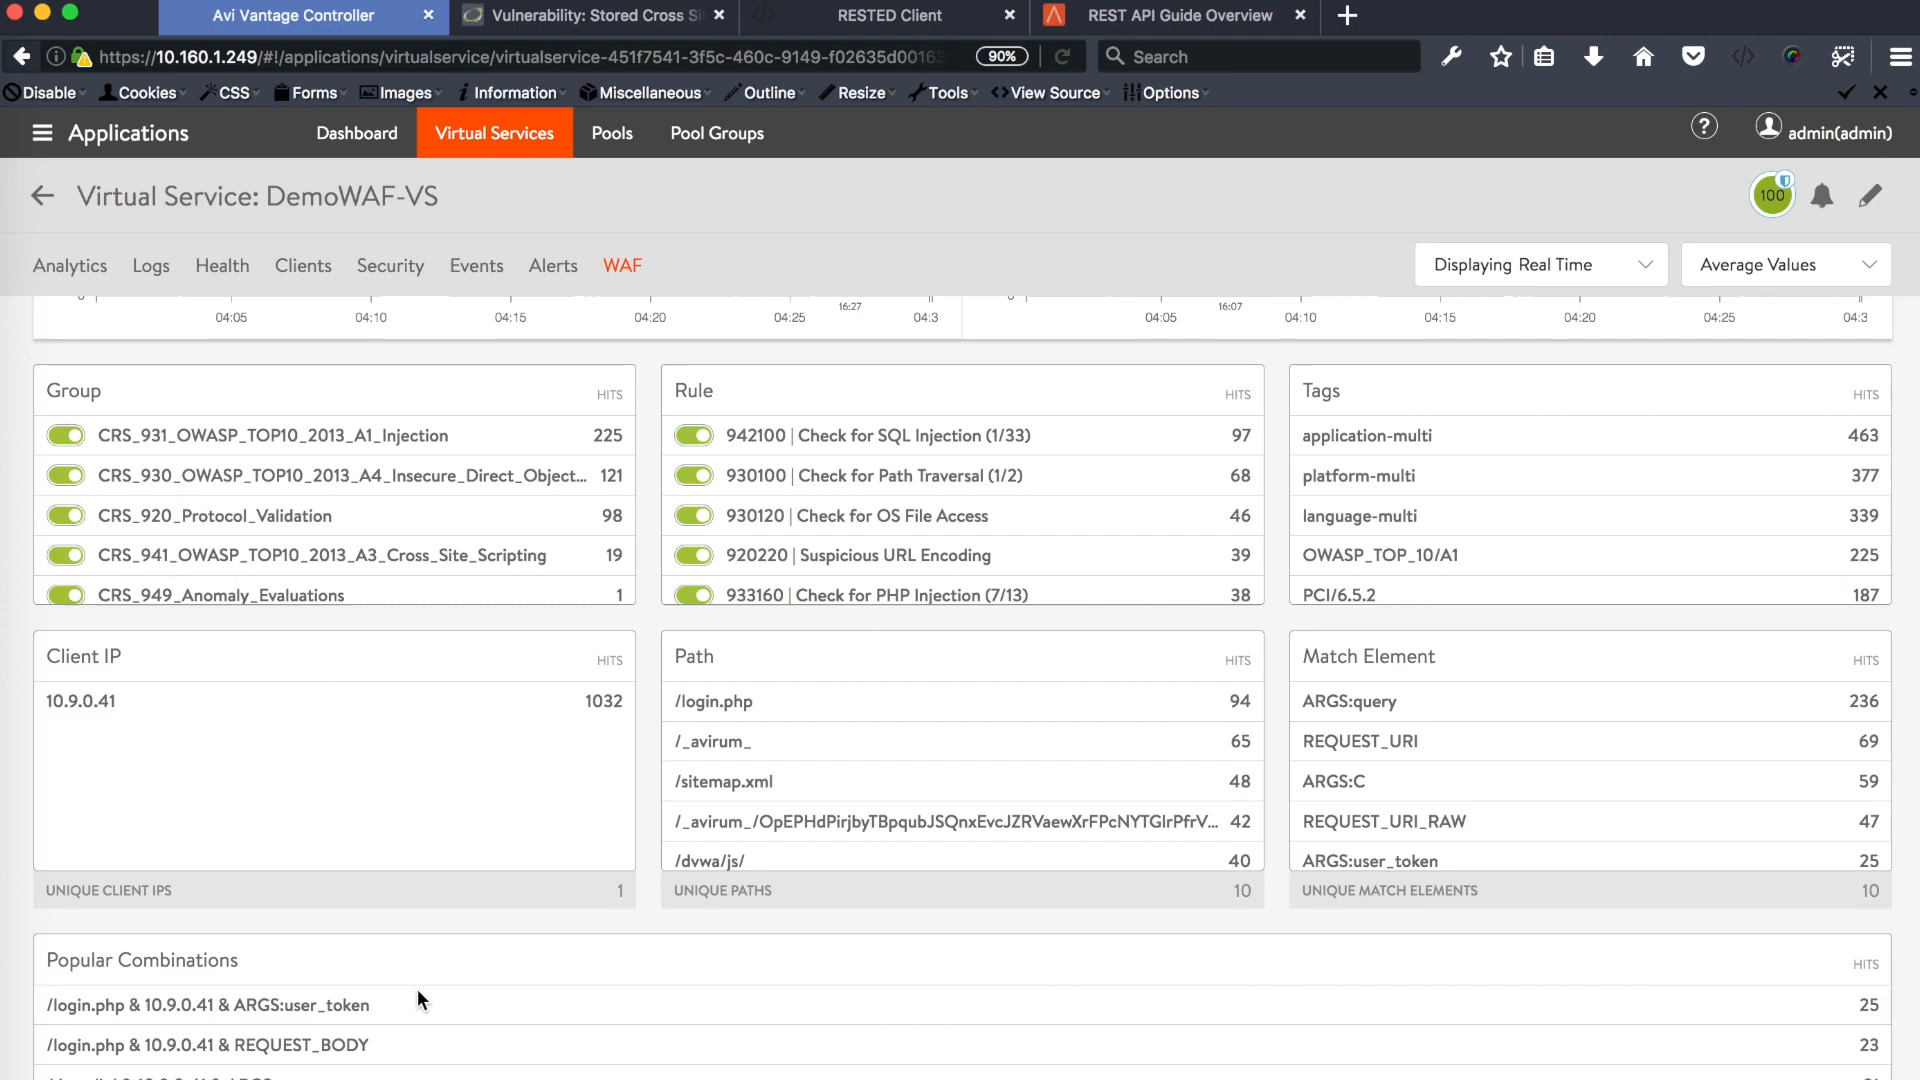 Avi Vantage Controller
Vulnerability: Stored Cross
RESTED Client
REST API Guide Overview
https://10.160.1.249/#!/applications/virtualservice/virtualservice-451f7541-3f5c-460c-9149-f02635d00163
90%
Search
Disable
Cookies
CSS
Forms
Images
Information
Miscellaneous
Outline
Resize
Tools
View Source
Options
Applications
Dashboard
Virtual Services
Pools
Pool Groups
?
admin(admin)
Virtual Service: DemoWAF-VS
100
Analytics
Logs
Health
Clients
Security
Events
Alerts
WAF
Displaying Real Time
Average Values
04:05 04:10 04:15 04:20 04:25 16:27 04:3
04:05 16:07 04:10 04:15 04:20 04:25 04:3
Group HITS
CRS_931_OWASP_TOP10_2013_A1_Injection 225
CRS_930_OWASP_TOP10_2013_A4_Insecure_Direct_Object... 121
CRS_920_Protocol_Validation 98
CRS_941_OWASP_TOP10_2013_A3_Cross_Site_Scripting 19
CRS_949_Anomaly_Evaluations 1
Rule HITS
942100 | Check for SQL Injection (1/33) 97
930100 | Check for Path Traversal (1/2) 68
930120 | Check for OS File Access 46
920220 | Suspicious URL Encoding 39
933160 | Check for PHP Injection (7/13) 38
Tags HITS
application-multi 463
platform-multi 377
language-multi 339
OWASP_TOP_10/A1 225
PCI/6.5.2 187
Client IP HITS
10.9.0.41 1032
UNIQUE CLIENT IPS 1
Path HITS
/login.php 94
/_avirum_ 65
/sitemap.xml 48
/_avirum_/OpEPHdPirjbyTBpqubJSQnxEvcJZRVaewXrFPcNYTGlrPfrV... 42
/dvwa/js/ 40
UNIQUE PATHS 10
Match Element HITS
ARGS:query 236
REQUEST_URI 69
ARGS:C 59
REQUEST_URI_RAW 47
ARGS:user_token 25
UNIQUE MATCH ELEMENTS 10
Popular Combinations HITS
/login.php & 10.9.0.41 & ARGS:user_token 25
/login.php & 10.9.0.41 & REQUEST_BODY 23